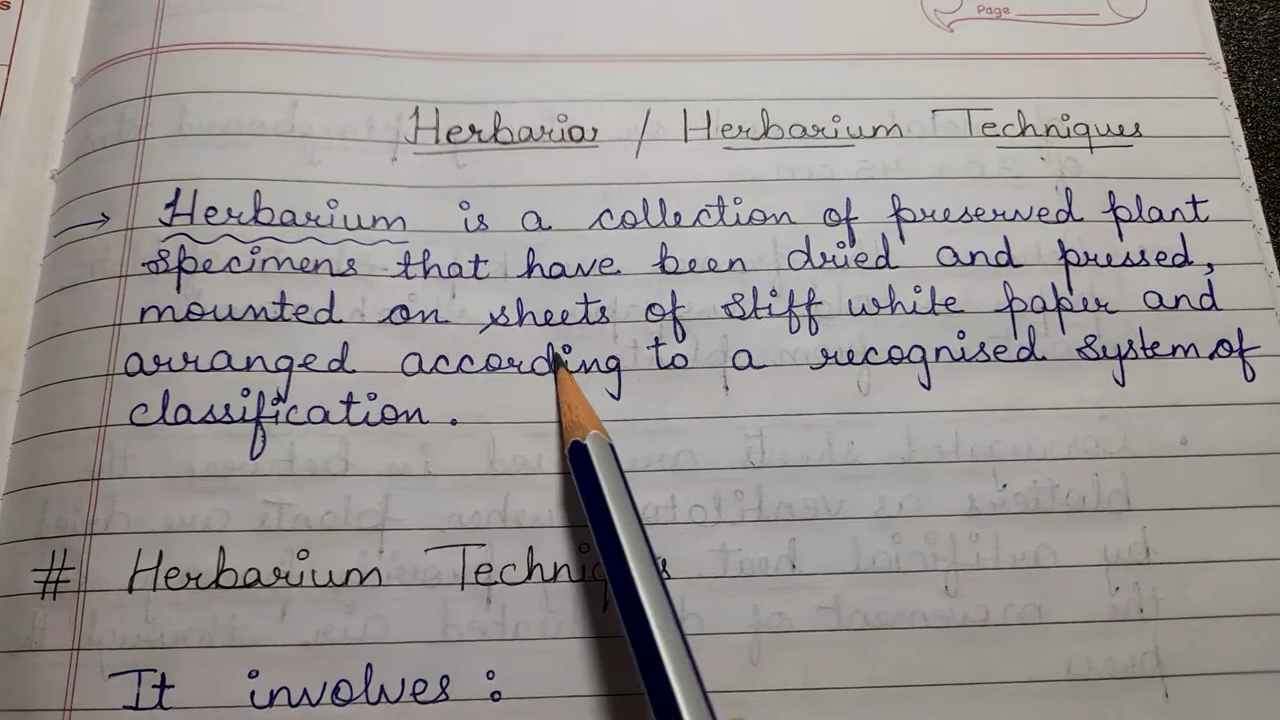 Page
Herbaria / Herbarium Techniques
→ Herbarium is a collection of preserved plant
specimens that have been dried and pressed,
mounted on sheets of stiff white paper and
arranged according to a recognised system of
classification.
# Herbarium Techniques
It involves :